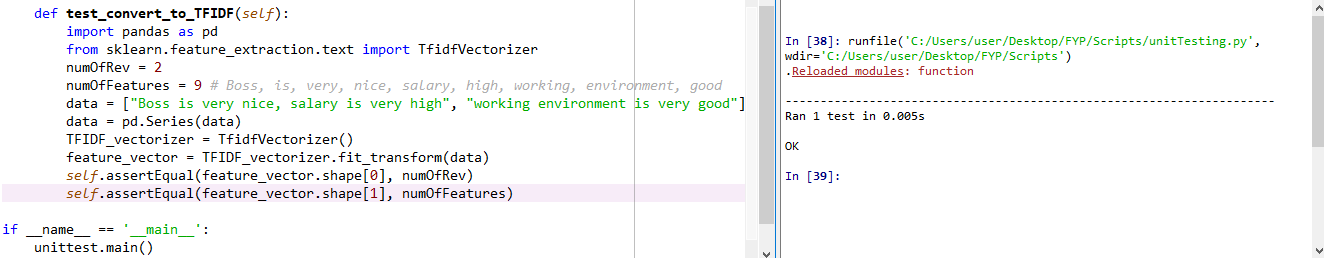 def test_convert_to_TFIDF(self):
import pandas as pd
from sklearn.feature_extraction.text import TfidfVectorizer
numOfRev = 2
numOfFeatures = 9 # Boss, is, very, nice, salary, high, working, environment, good
data = ["Boss is very nice, salary is very high", "working environment is very good"]
data = pd.Series(data)
TFIDF_vectorizer = TfidfVectorizer()
feature_vector = TFIDF_vectorizer.fit_transform(data)
self.assertEqual(feature_vector.shape[0], numOfRev)
self.assertEqual(feature_vector.shape[1], numOfFeatures)
if __name__ == '__main__':
unittest.main()
In [38]: runfile('C:/Users/user/Desktop/FYP/Scripts/unitTesting.py',
wdir='C:/Users/user/Desktop/FYP/Scripts')
.Reloaded modules: function
----------------------------------------------------------------------
Ran 1 test in 0.005s
OK
In [39]: